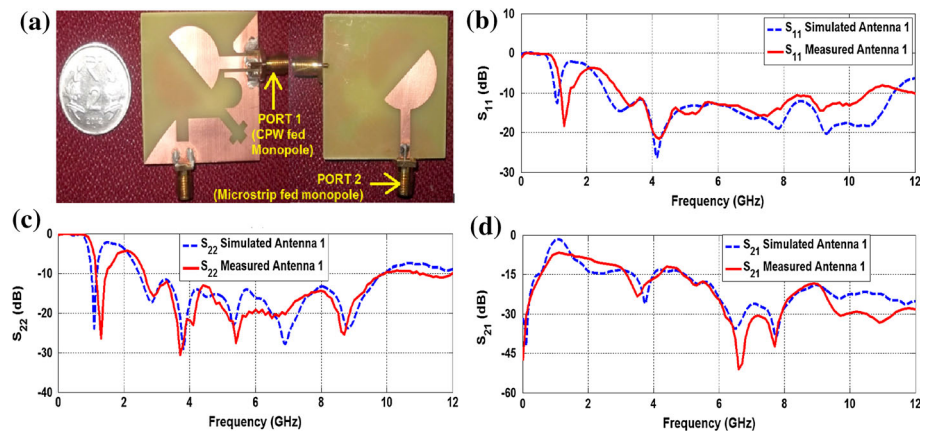 (a)
PORT 1
(CPW fed
Monopole)
PORT 2
(Microstrip fed monopole)
2
(b)
S11 (dB)
0
-10
-20
-30
0 2 4 6 8 10 12
Frequency (GHz)
S11 Simulated Antenna 1
S11 Measured Antenna 1
(c)
S22 (dB)
0
-10
-20
-30
-40
0 2 4 6 8 10 12
Frequency (GHz)
S22 Simulated Antenna 1
S22 Measured Antenna 1
(d)
S21 (dB)
0
-15
-30
-45
-60
0 2 4 6 8 10 12
Frequency (GHz)
S21 Simulated Antenna 1
S21 Measured Antenna 1